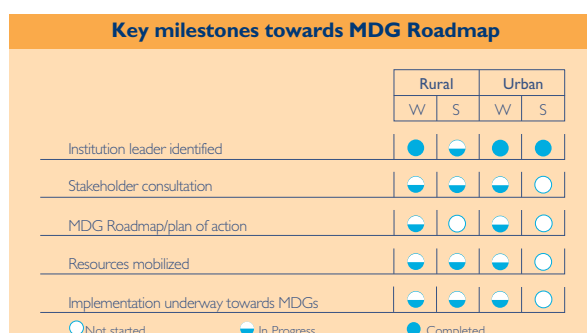 Key milestones towards MDG Roadmap
Rural Urban
W S W S
Institution leader identified
Stakeholder consultation
MDG Roadmap/plan of action
Resources mobilized
Implementation underway towards MDGs
Not started In Progress Completed